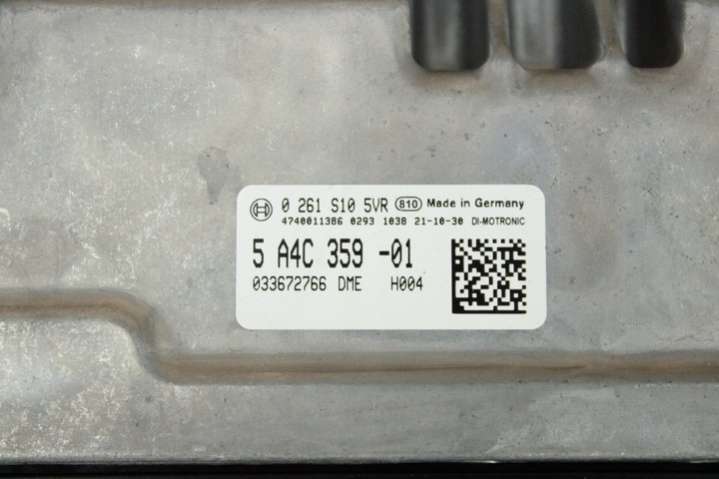 0 261 S10 5VR 810 Made in Germany
4740011386 0293 1038 21-10-30 DI-MOTRONIC
5 A4C 359 -01
033672766 DME H004